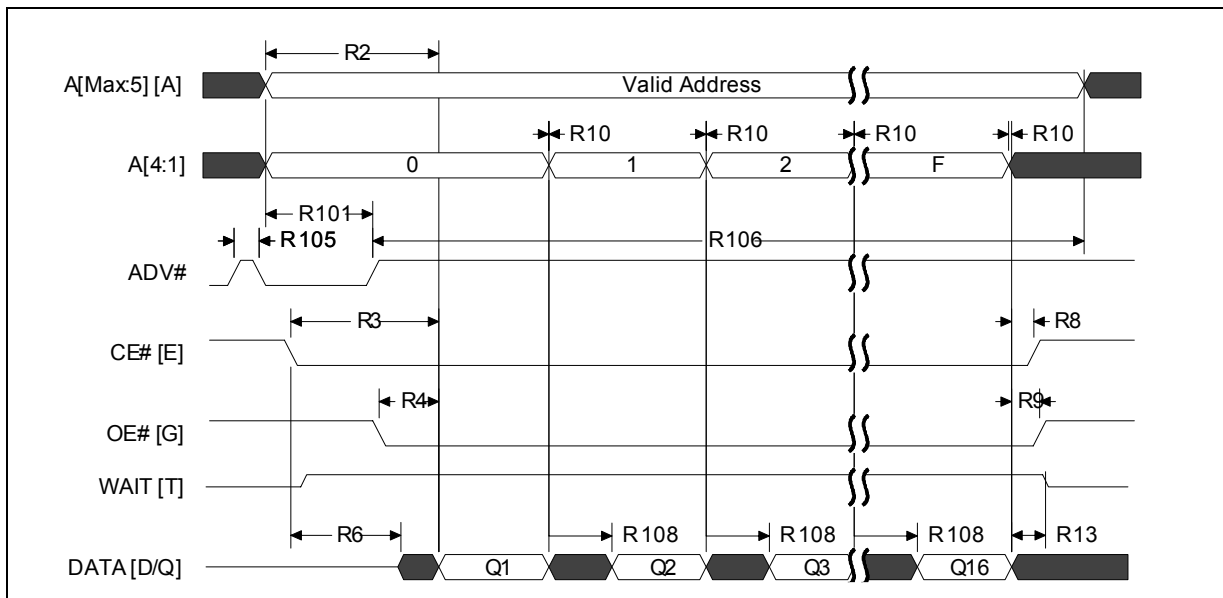 R2
A[Max:5] [A] Valid Address
R10 R10 R10 R10
A[4:1] 0 1 2 F
R101
R105 R106
ADV#
R3 R8
CE# [E]
R4 R9
OE# [G]
WAIT [T]
R6 R108 R108 R108 R13
DATA [D/Q] Q1 Q2 Q3 Q16